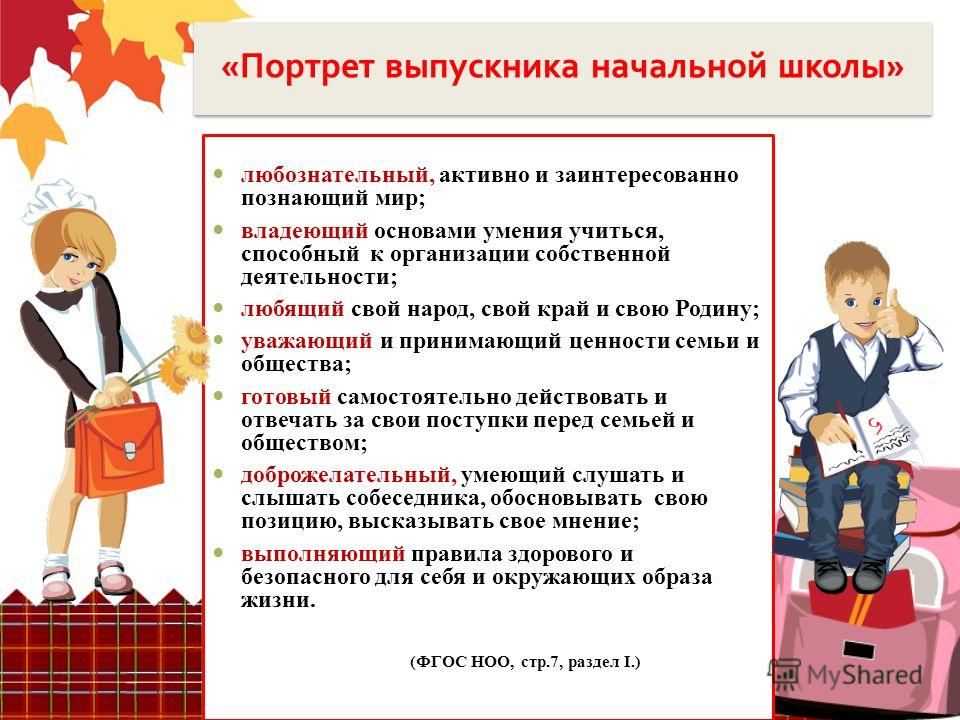 «Портрет выпускника начальной школы»
• любознательный, активно и заинтересованно
познающий мир;
• владеющий основами умения учиться,
способный к организации собственной
деятельности;
• любящий свой народ, свой край и свою Родину;
• уважающий и принимающий ценности семьи и
общества;
• готовый самостоятельно действовать и
отвечать за свои поступки перед семьей и
обществом;
• доброжелательный, умеющий слушать и
слышать собеседника, обосновывать свою
позицию, высказывать свое мнение;
• выполняющий правила здорового и
безопасного для себя и окружающих образа
жизни.
(ФГОС НОО, стр.7, раздел I.)
5
MyShared